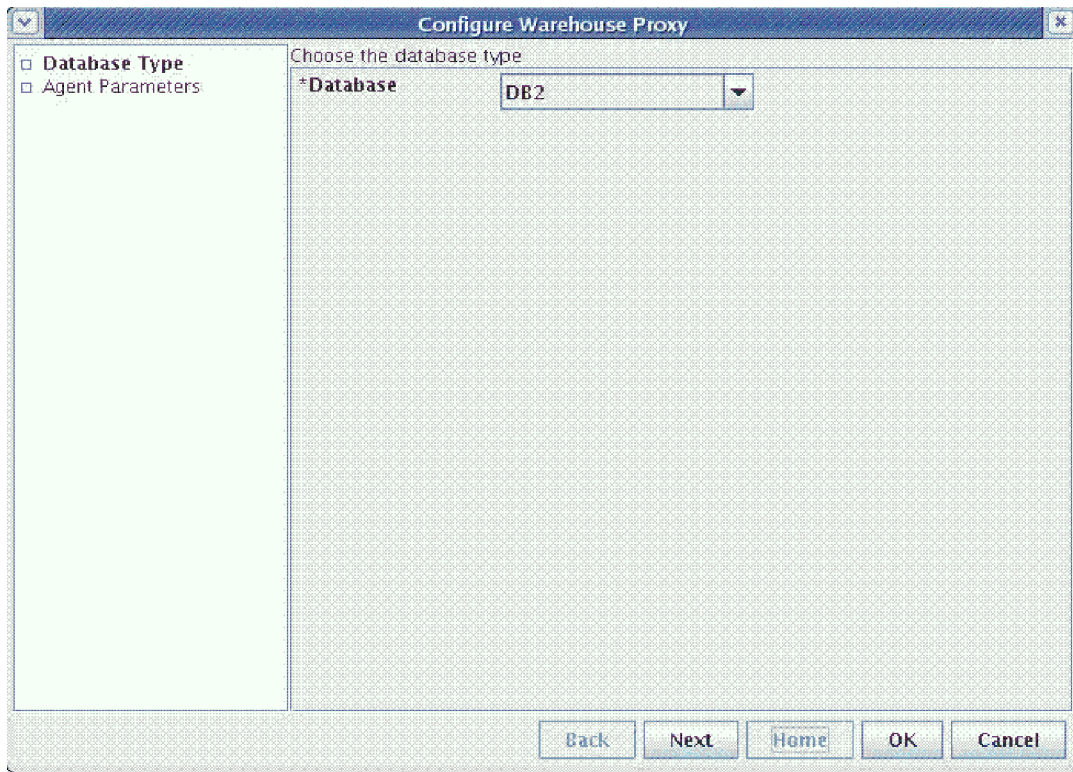 Configure Warehouse Proxy
Database Type
Agent Parameters
Choose the database type
*Database
DB2
Back
Next
Home
OK
Cancel